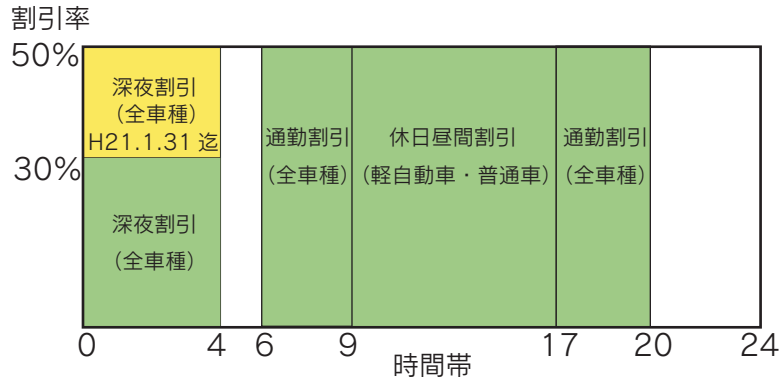 割引率
50%
30%
深夜割引
(全車種)
H21.1.31 迄
深夜割引
(全車種)
通勤割引
(全車種)
休日昼間割引
(軽自動車・普通車)
通勤割引
(全車種)
0 4 6 9 17 20 24
時間帯